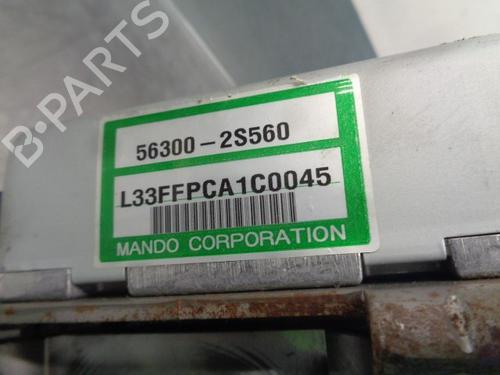 B-PARTS
56300-2S560
L33FFPCA1C0045
MANDO CORPORATION